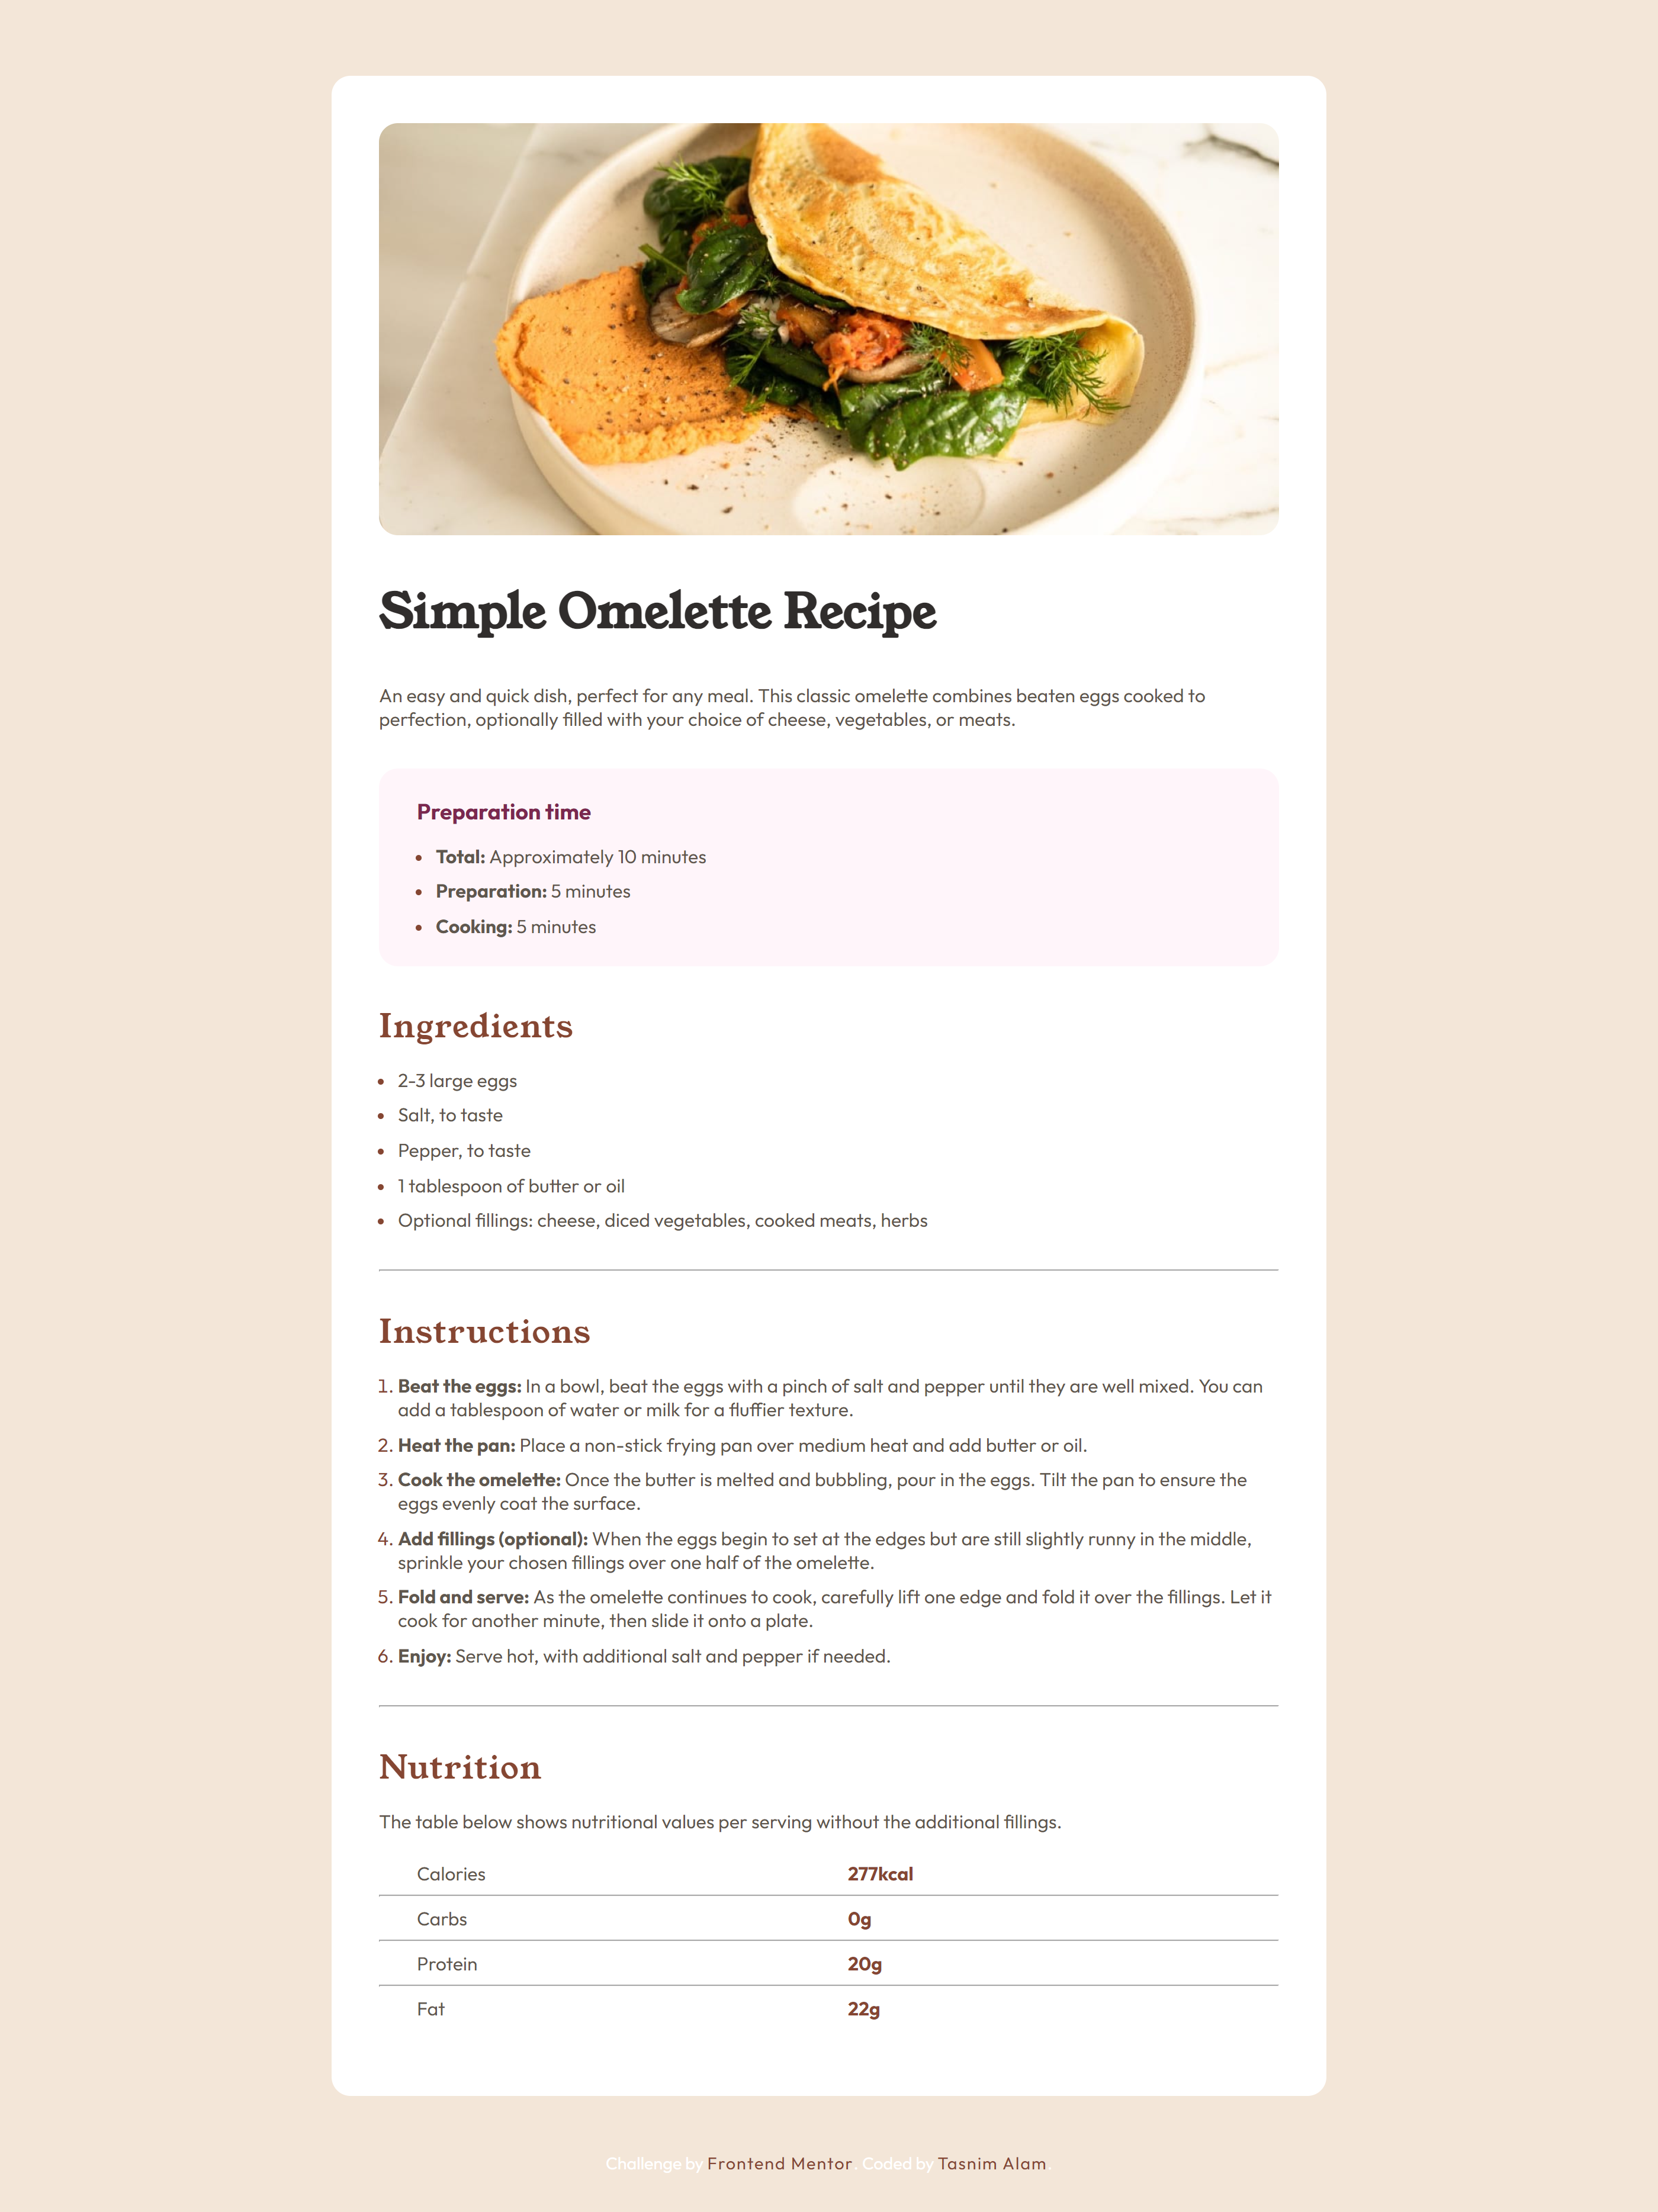 Simple Omelette Recipe
An easy and quick dish, perfect for any meal. This classic omelette combines beaten eggs cooked to
perfection, optionally filled with your choice of cheese, vegetables, or meats.
Preparation time
• Total: Approximately 10 minutes
• Preparation: 5 minutes
• Cooking: 5 minutes
Ingredients
• 2-3 large eggs
• Salt, to taste
• Pepper, to taste
• 1 tablespoon of butter or oil
• Optional fillings: cheese, diced vegetables, cooked meats, herbs
Instructions
1. Beat the eggs: In a bowl, beat the eggs with a pinch of salt and pepper until they are well mixed. You can
add a tablespoon of water or milk for a fluffier texture.
2. Heat the pan: Place a non-stick frying pan over medium heat and add butter or oil.
3. Cook the omelette: Once the butter is melted and bubbling, pour in the eggs. Tilt the pan to ensure the
eggs evenly coat the surface.
4. Add fillings (optional): When the eggs begin to set at the edges but are still slightly runny in the middle,
sprinkle your chosen fillings over one half of the omelette.
5. Fold and serve: As the omelette continues to cook, carefully lift one edge and fold it over the fillings. Let it
cook for another minute, then slide it onto a plate.
6. Enjoy: Serve hot, with additional salt and pepper if needed.
Nutrition
The table below shows nutritional values per serving without the additional fillings.
Calories 277kcal
Carbs 0g
Protein 20g
Fat 22g
Challenge by Frontend Mentor. Coded by Tasnim Alam.